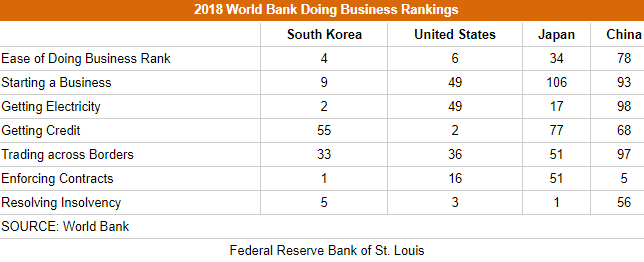 2018 World Bank Doing Business Rankings
South Korea United States Japan China
Ease of Doing Business Rank 4 6 34 78
Starting a Business 9 49 106 93
Getting Electricity 2 49 17 98
Getting Credit 55 2 77 68
Trading across Borders 33 36 51 97
Enforcing Contracts 1 16 51 5
Resolving Insolvency 5 3 1 56
SOURCE: World Bank
Federal Reserve Bank of St. Louis